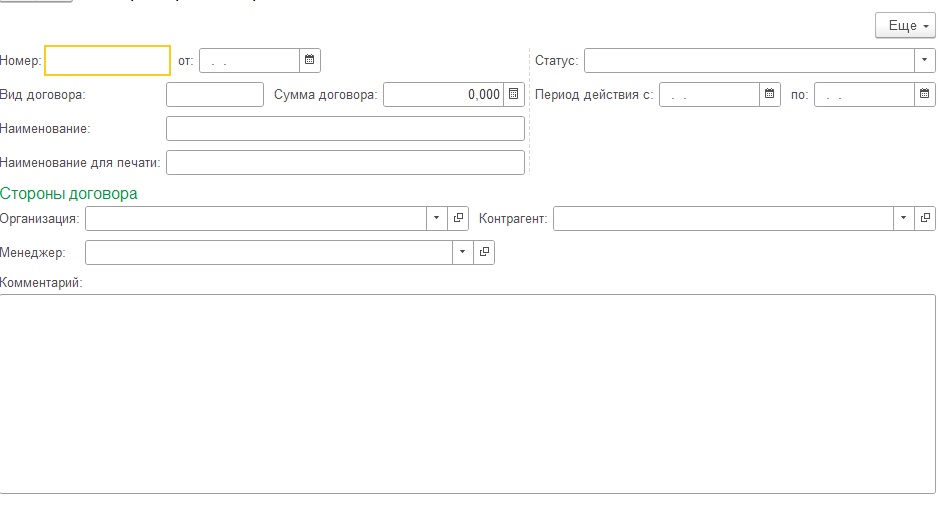 Еще
Номер: от: . . Статус:
Вид договора: Сумма договора: 0,000 Период действия с: . . по: . .
Наименование:
Наименование для печати:
Стороны договора
Организация: Контрагент:
Менеджер:
Комментарий: